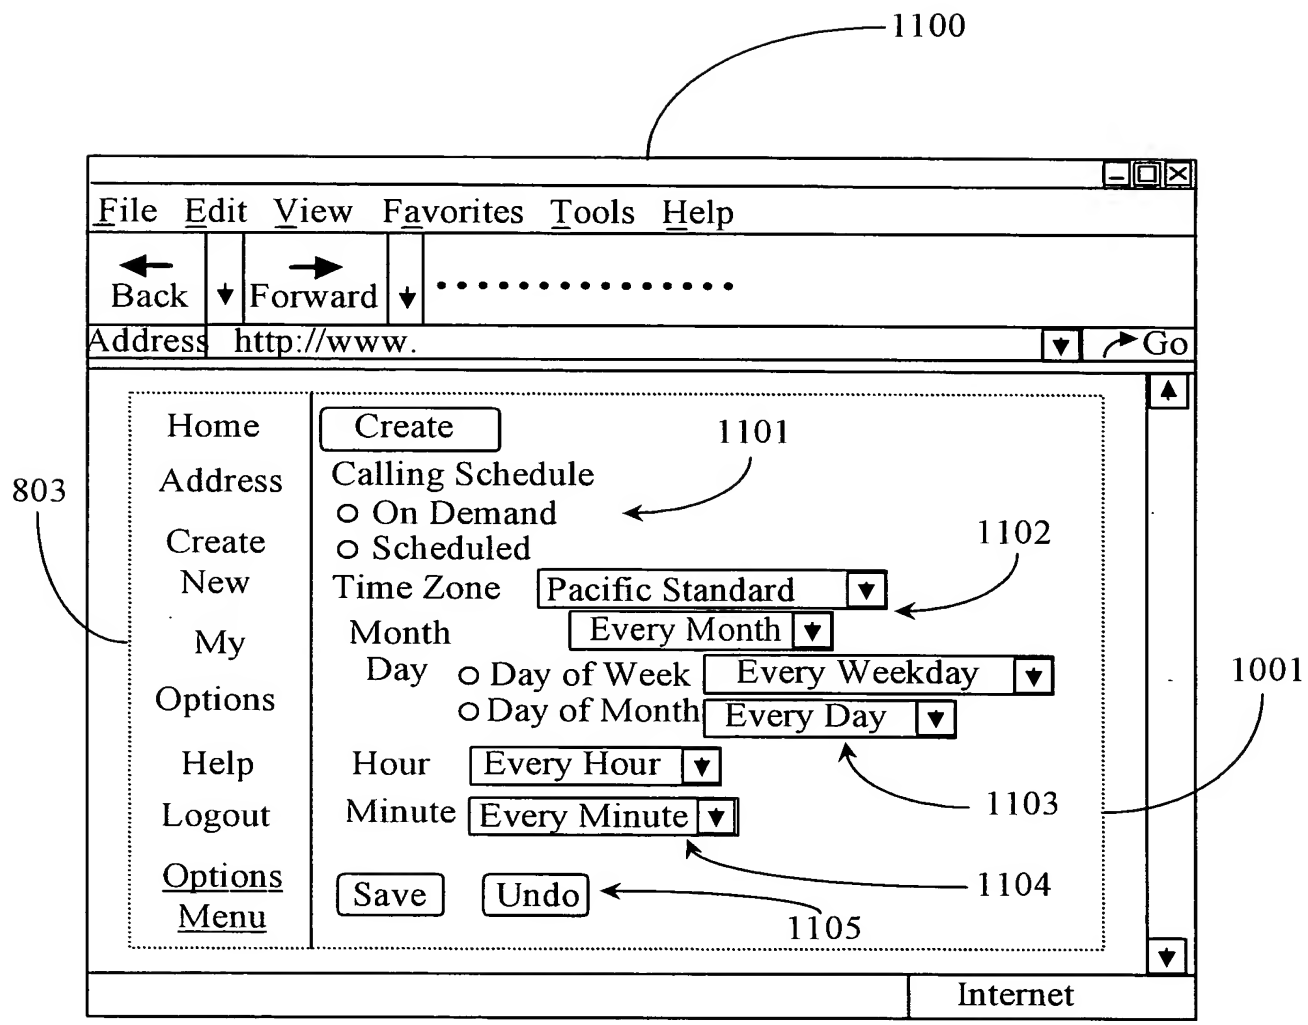 1100
File Edit View Favorites Tools Help
Back Forward
Address http://www. Go
Home
Address
Create
New
My
Options
Help
Logout
Options
Menu
803
Create
1101
Calling Schedule
On Demand
Scheduled
1102
Time Zone Pacific Standard
Month Every Month
Day Day of Week Every Weekday
Day of Month Every Day
1001
Hour Every Hour
1103
Minute Every Minute
1104
Save Undo
1105
Internet